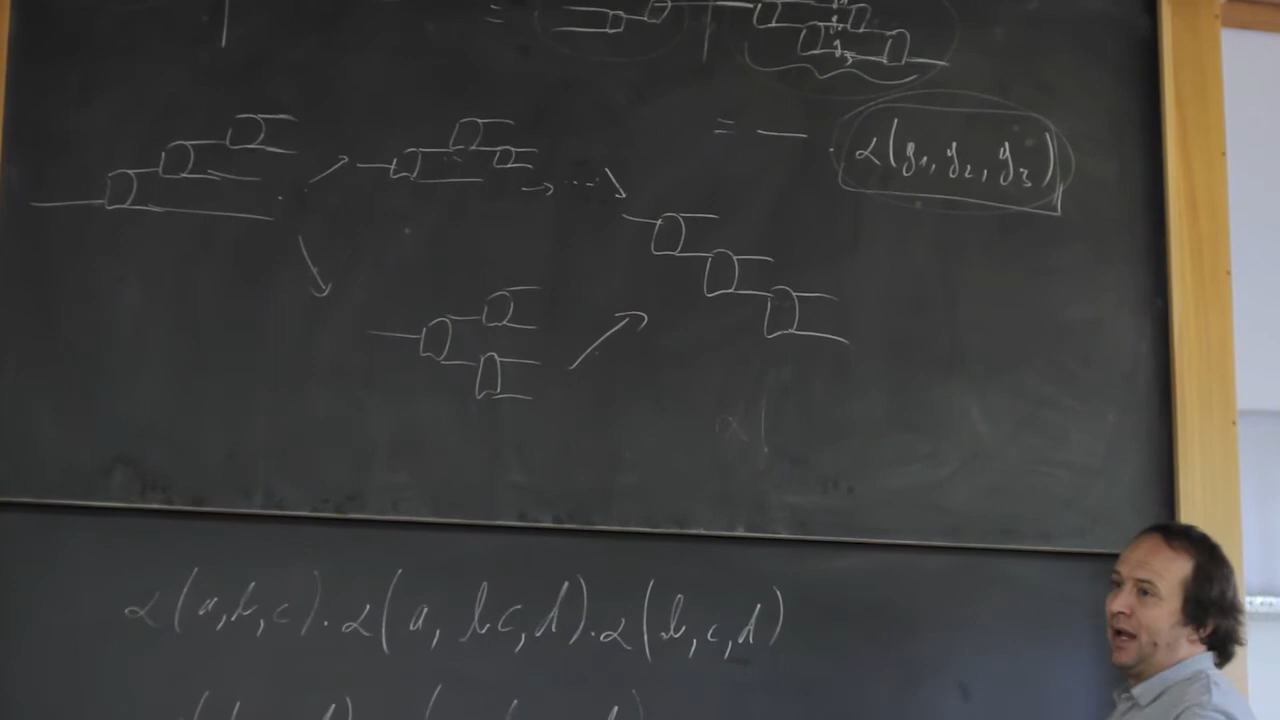 =
= — α(g₁, g₂, g₃)
α
α(a,b,c)·α(a, bc,d)·α(b,c,d)